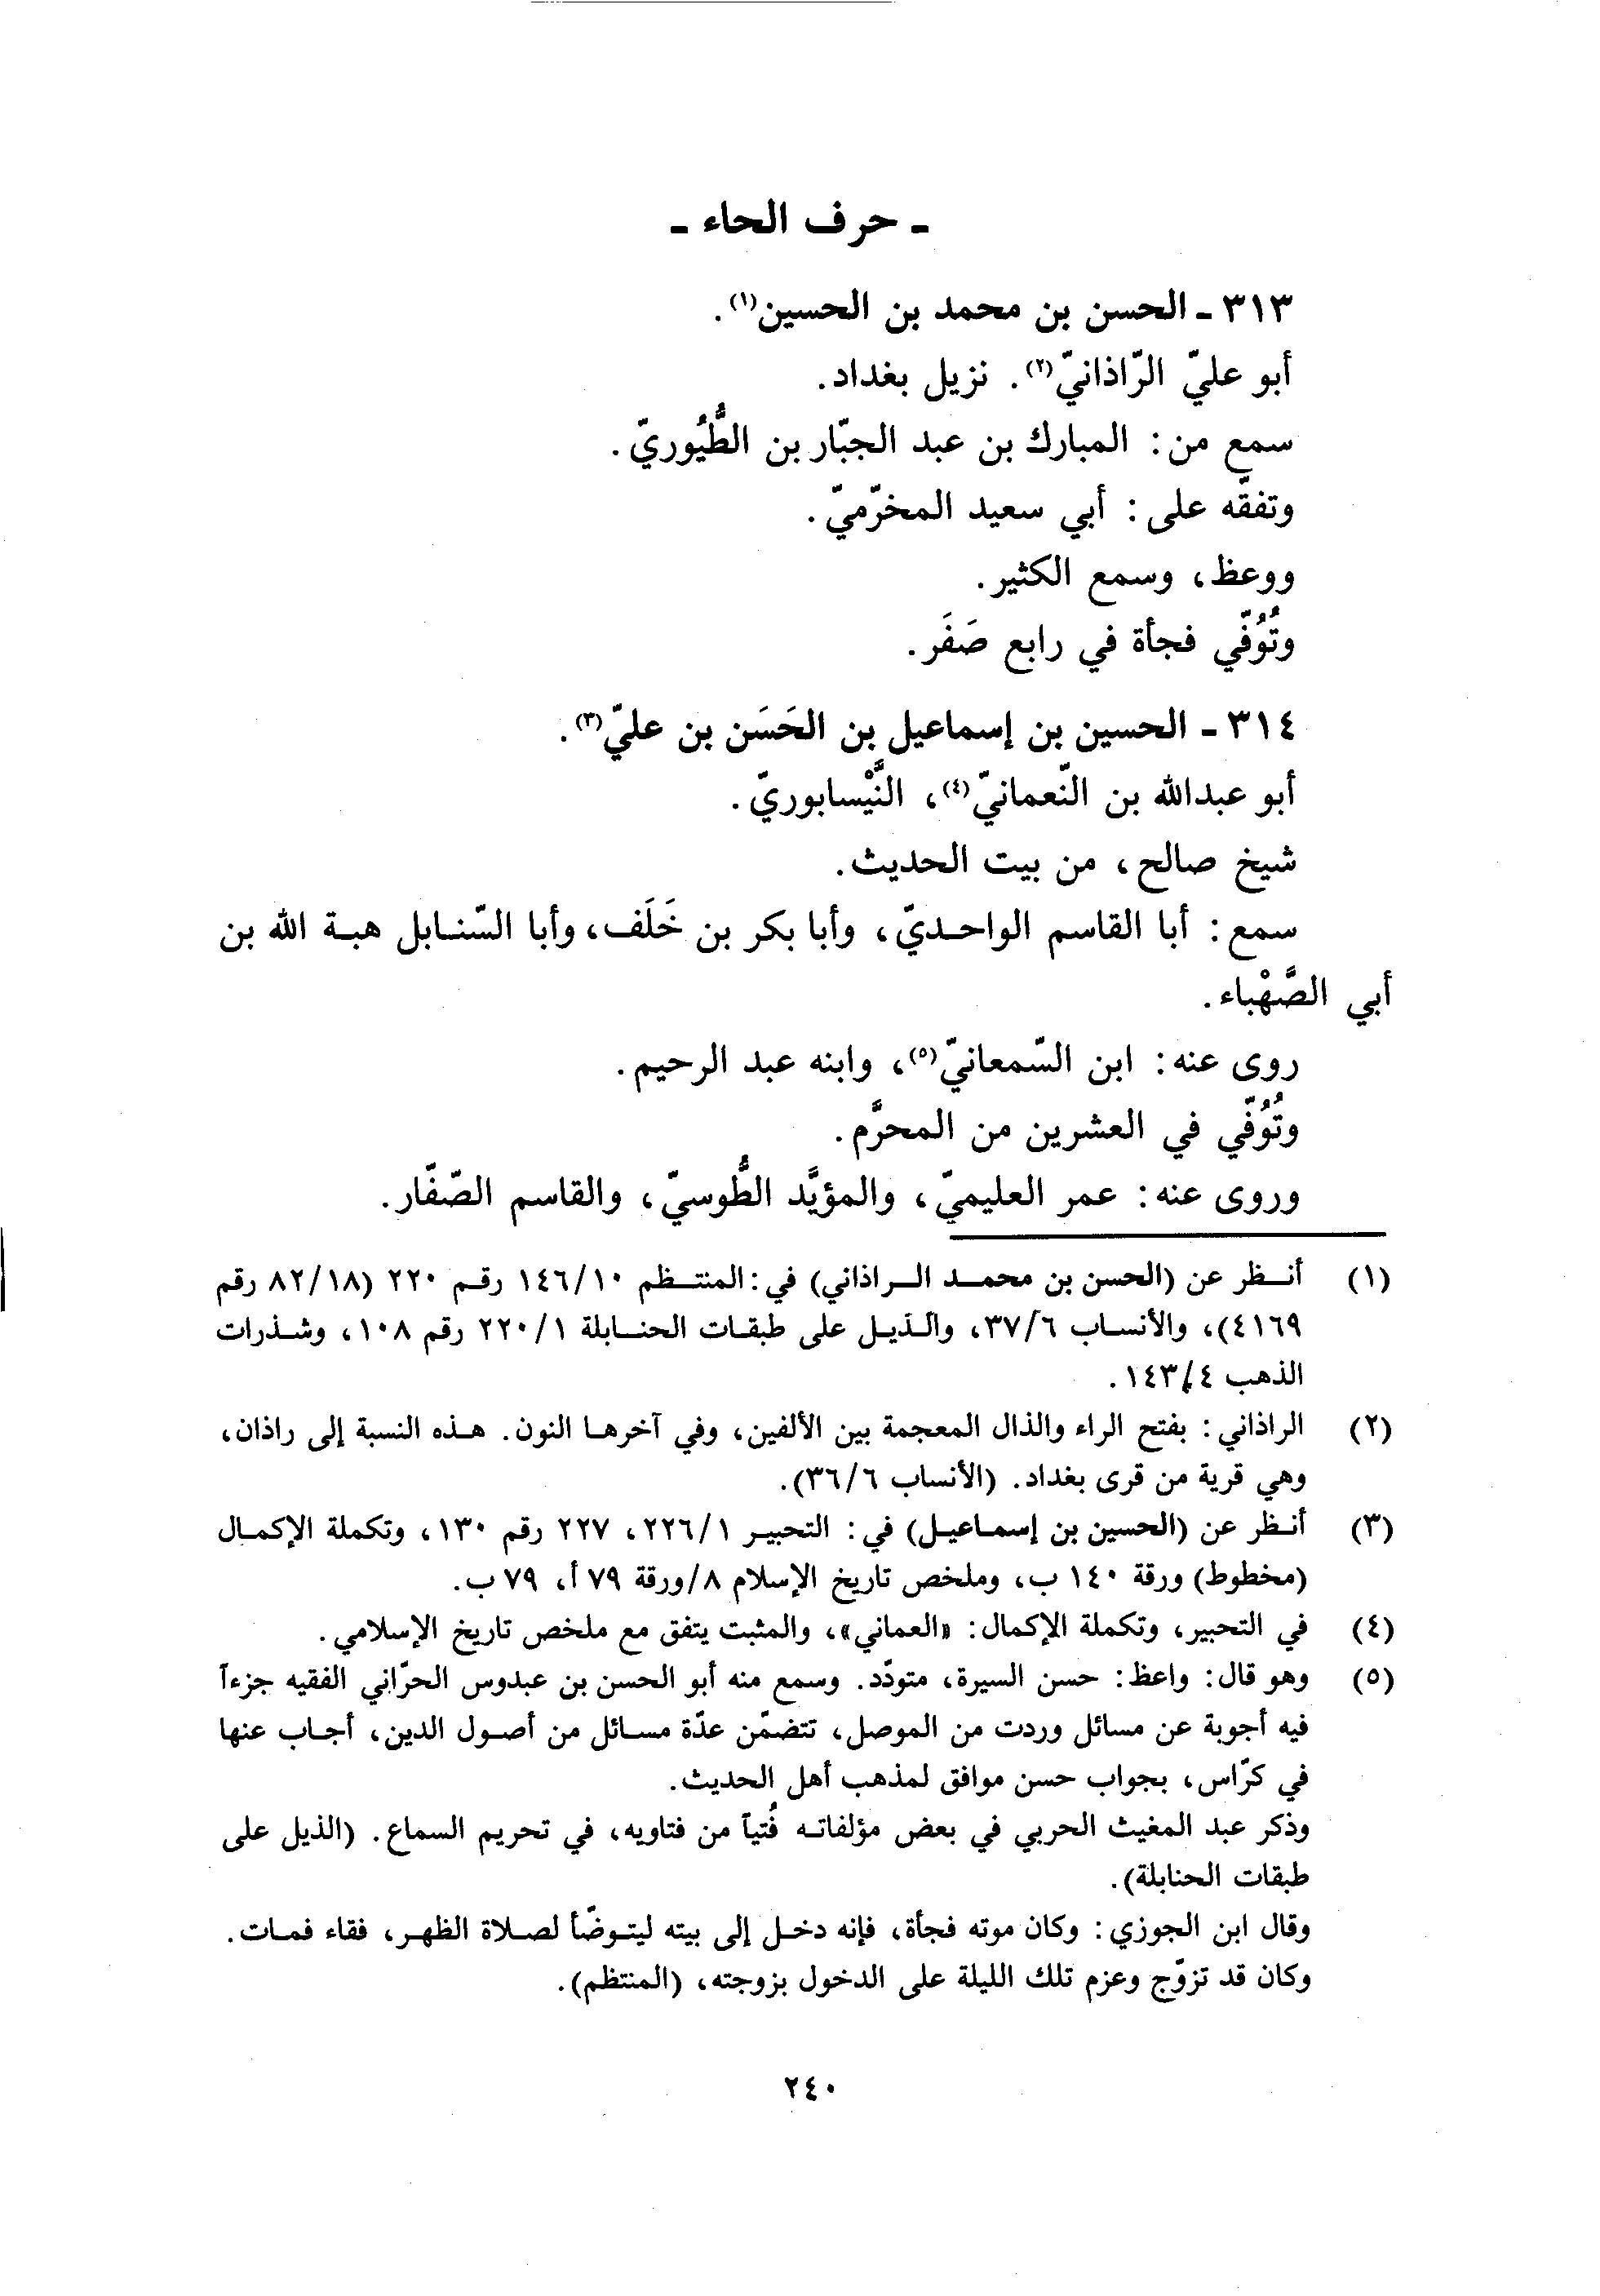 ـ حرف الحاء ـ
٣١٣ ـ الحسن بن محمد بن الحسين(١).
أبو عليّ الرّاذانيّ(٢). نزيل بغداد.
سمع من: المبارك بن عبد الجبّار بن الطُّيُوريّ.
وتفقّه على: أبي سعيد المخرّميّ.
ووعظ، وسمع الكثير.
وتُوُفّي فجأة في رابع صَفَر.
٣١٤ ـ الحسين بن إسماعيل بن الحَسَن بن عليّ(٣).
أبو عبدالله بن النّعمانيّ(٤)، النَّيْسابوريّ.
شيخ صالح، من بيت الحديث.
سمع: أبا القاسم الواحديّ، وأبا بكر بن خَلَف، وأبا السّنابل هبة الله بن
أبي الصَّهْباء.
روى عنه: ابن السّمعانيّ(٥)، وابنه عبد الرحيم.
وتُوُفّي في العشرين من المحرَّم.
وروى عنه: عمر العليميّ، والمؤيَّد الطُّوسيّ، والقاسم الصّفّار.
(١) أنظر عن (الحسن بن محمد الراذاني) في: المنتظم ١٤٦/١٠ رقم ٢٢٠ (٨٢/١٨ رقم
٤١٦٩)، والأنساب ٣٧/٦، والذيل على طبقات الحنابلة ٢٢٠/١ رقم ١٠٨، وشذرات
الذهب ١٤٣/٤.
(٢) الراذاني: بفتح الراء والذال المعجمة بين الألفين، وفي آخرها النون. هذه النسبة إلى راذان،
وهي قرية من قرى بغداد. (الأنساب ٣٦/٦).
(٣) أنظر عن (الحسين بن إسماعيل) في: التحبير ٢٢٦/١، ٢٢٧ رقم ١٣٠، وتكملة الإكمال
(مخطوط) ورقة ١٤٠ ب، وملخص تاريخ الإسلام ٨/ورقة ٧٩ أ، ٧٩ ب.
(٤) في التحبير، وتكملة الإكمال: «العماني»، والمثبت يتفق مع ملخص تاريخ الإسلامي.
(٥) وهو قال: واعظ: حسن السيرة، متودّد. وسمع منه أبو الحسن بن عبدوس الحرّاني الفقيه جزءاً
فيه أجوبة عن مسائل وردت من الموصل، تتضمّن عدّة مسائل من أصول الدين، أجاب عنها
في كرّاس، بجواب حسن موافق لمذهب أهل الحديث.
وذكر عبد المغيث الحربي في بعض مؤلفاته فُتياً من فتاويه، في تحريم السماع. (الذيل على
طبقات الحنابلة).
وقال ابن الجوزي: وكان موته فجأة، فإنه دخل إلى بيته ليتوضّأ لصلاة الظهر، فقاء فمات.
وكان قد تزوّج وعزم تلك الليلة على الدخول بزوجته، (المنتظم).
٢٤٠